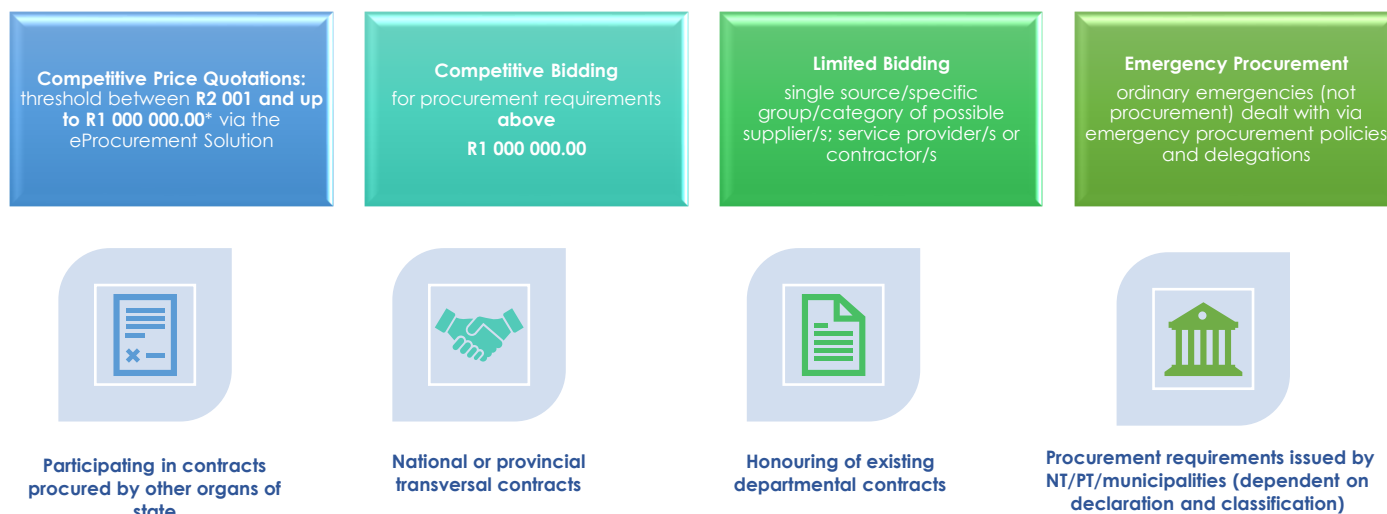 Competitive Price Quotations:
threshold between R2 001 and up
to R1 000 000.00* via the
eProcurement Solution
Competitive Bidding
for procurement requirements
above
R1 000 000.00
Limited Bidding
single source/specific
group/category of possible
supplier/s; service provider/s or
contractor/s
Emergency Procurement
ordinary emergencies (not
procurement) dealt with via
emergency procurement policies
and delegations
Participating in contracts
procured by other organs of
state
National or provincial
transversal contracts
Honouring of existing
departmental contracts
Procurement requirements issued by
NT/PT/municipalities (dependent on
declaration and classification)